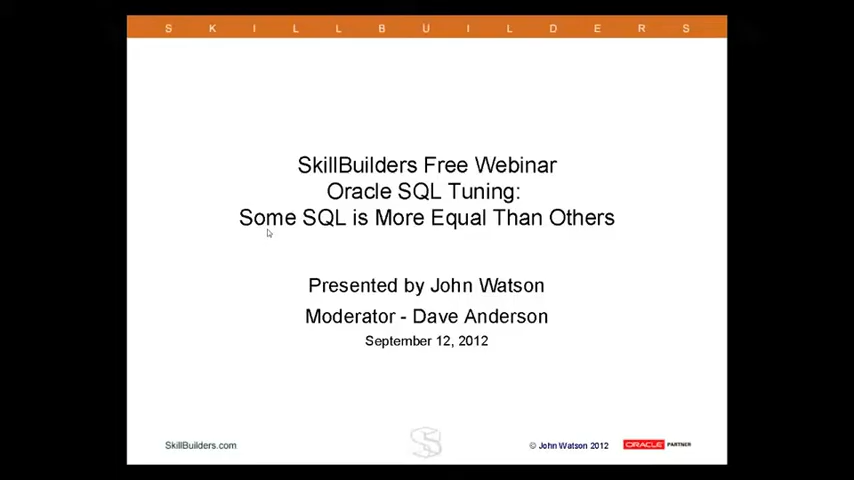 S K I L L B U I L D E R S
SkillBuilders Free Webinar
Oracle SQL Tuning:
Some SQL is More Equal Than Others
Presented by John Watson
Moderator - Dave Anderson
September 12, 2012
SkillBuilders.com
© John Watson 2012
ORACLE PARTNER